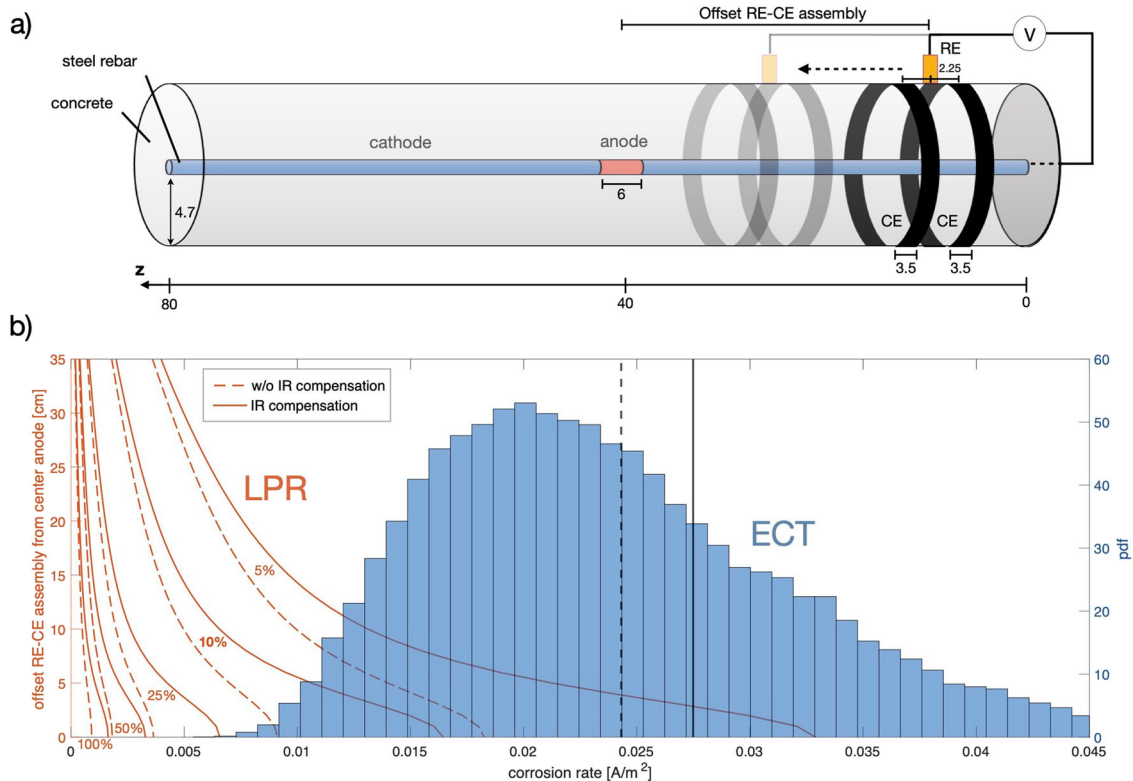 a)
Offset RE-CE assembly
V
RE
2.25
steel rebar
concrete
cathode
anode
6
4.7
CE
CE
3.5
3.5
z
80
40
0
b)
35
60
w/o IR compensation
IR compensation
30
50
LPR
25
40
ECT
20
5%
30
15
10
10%
20
5
25%
10
50%
100%
0
0
0
0.005
0.01
0.015
0.02
0.025
0.03
0.035
0.04
0.045
offset RE-CE assembly from center anode [cm]
pdf
corrosion rate [A/m²]